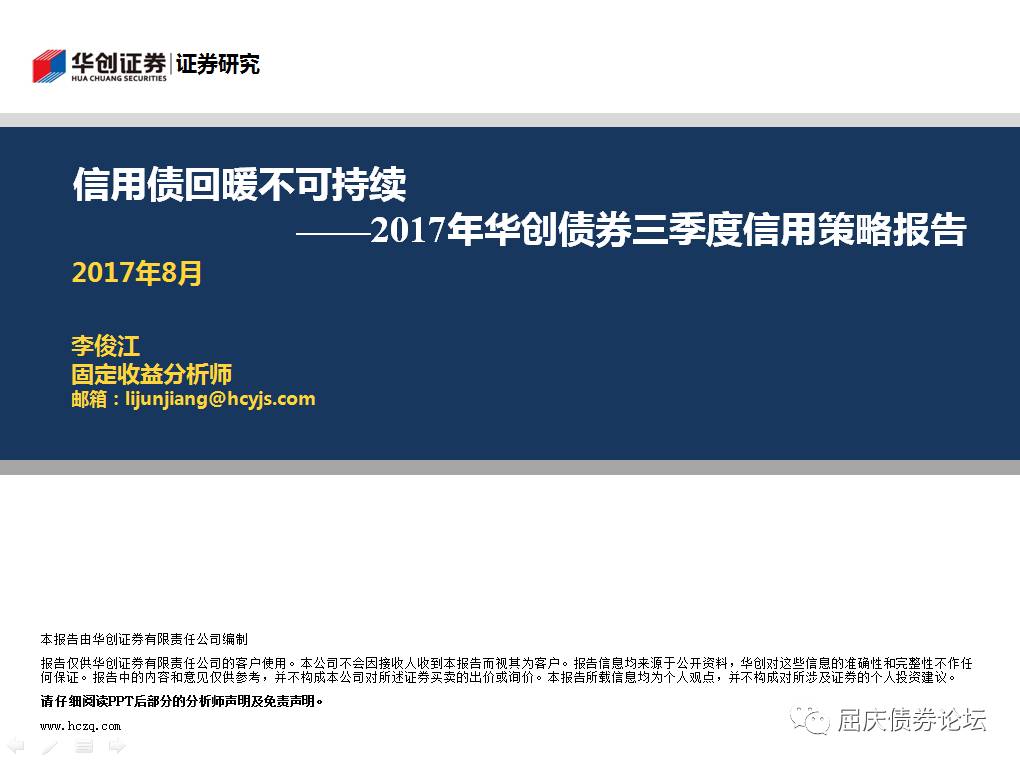 华创证券 证券研究
HUA CHUANG SECURITIES
信用债回暖不可持续
——2017年华创债券三季度信用策略报告
2017年8月
李俊江
固定收益分析师
邮箱：lijunjiang@hcyjs.com
本报告由华创证券有限责任公司编制
报告仅供华创证券有限责任公司的客户使用。本公司不会因接收人收到本报告而视其为客户。报告信息均来源于公开资料，华创对这些信息的准确性和完整性不作任
何保证。报告中的内容和意见仅供参考，并不构成本公司对所述证券买卖的出价或询价。本报告所载信息均为个人观点，并不构成对所涉及证券的个人投资建议。
请仔细阅读PPT后部分的分析师声明及免责声明。
www.hczq.com
屈庆债券论坛